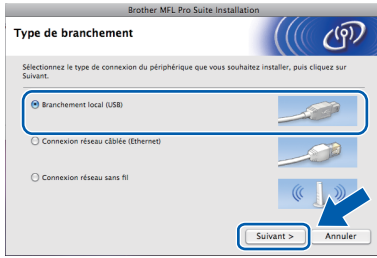 Brother MFL Pro Suite Installation
Type de branchement
Sélectionnez le type de connexion du périphérique que vous souhaitez installer, puis cliquez sur
Suivant.
Branchement local (USB)
Connexion réseau câblée (Ethernet)
Connexion réseau sans fil
Suivant >
Annuler